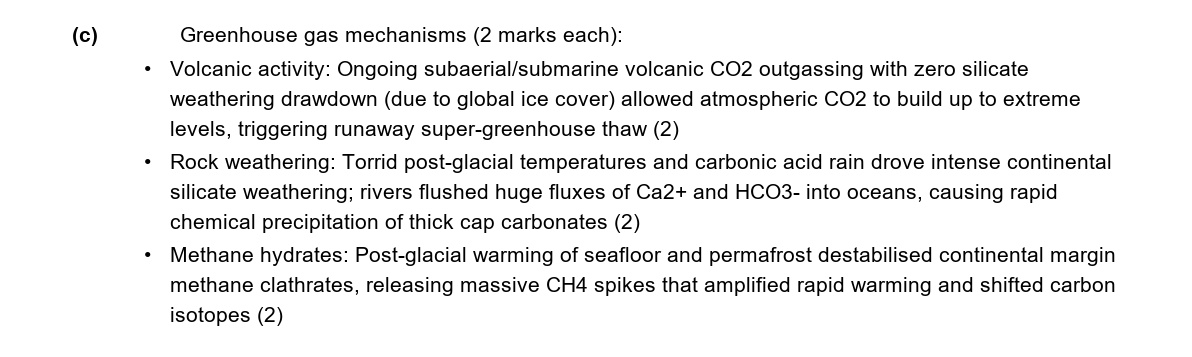 (c) Greenhouse gas mechanisms (2 marks each):
• Volcanic activity: Ongoing subaerial/submarine volcanic CO2 outgassing with zero silicate
weathering drawdown (due to global ice cover) allowed atmospheric CO2 to build up to extreme
levels, triggering runaway super-greenhouse thaw (2)
• Rock weathering: Torrid post-glacial temperatures and carbonic acid rain drove intense continental
silicate weathering; rivers flushed huge fluxes of Ca2+ and HCO3- into oceans, causing rapid
chemical precipitation of thick cap carbonates (2)
• Methane hydrates: Post-glacial warming of seafloor and permafrost destabilised continental margin
methane clathrates, releasing massive CH4 spikes that amplified rapid warming and shifted carbon
isotopes (2)